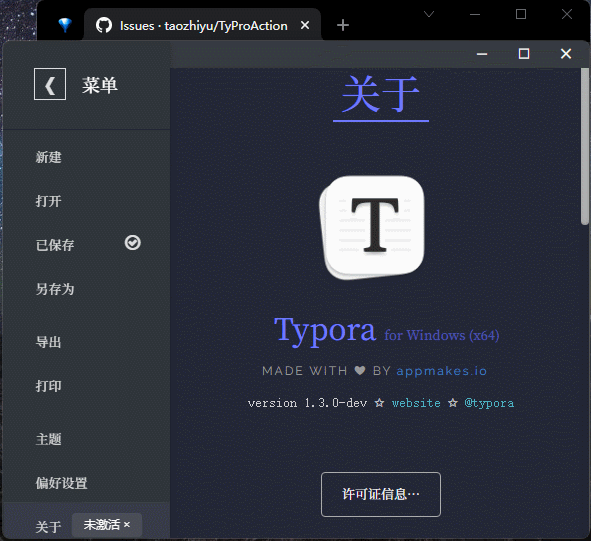 Issues · taozhiyu/TyProAction
菜单
新建
打开
已保存
另存为
导出
打印
主题
偏好设置
关于 未激活 ×
关于
T
Typora for Windows (x64)
MADE WITH ❤ BY appmakes.io
version 1.3.0-dev ☆ website ☆ @typora
许可证信息…